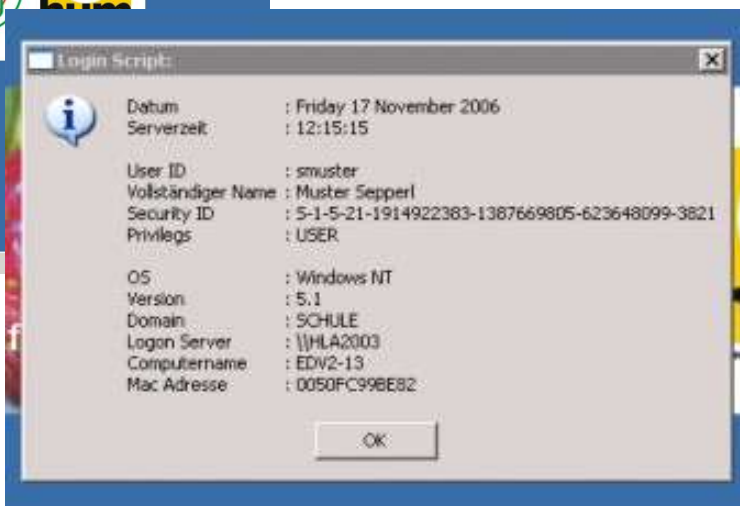 hum
Login Script:
Datum : Friday 17 November 2006
Serverzeit : 12:15:15
User ID : smuster
Vollständiger Name : Muster Sepperl
Security ID : S-1-5-21-1914922383-1387669805-623648099-3821
Privilegs : USER
OS : Windows NT
Version : 5.1
Domain : SCHULE
Logon Server : \\HLA2003
Computername : EDV2-13
Mac Adresse : 0050FC99BE82
OK